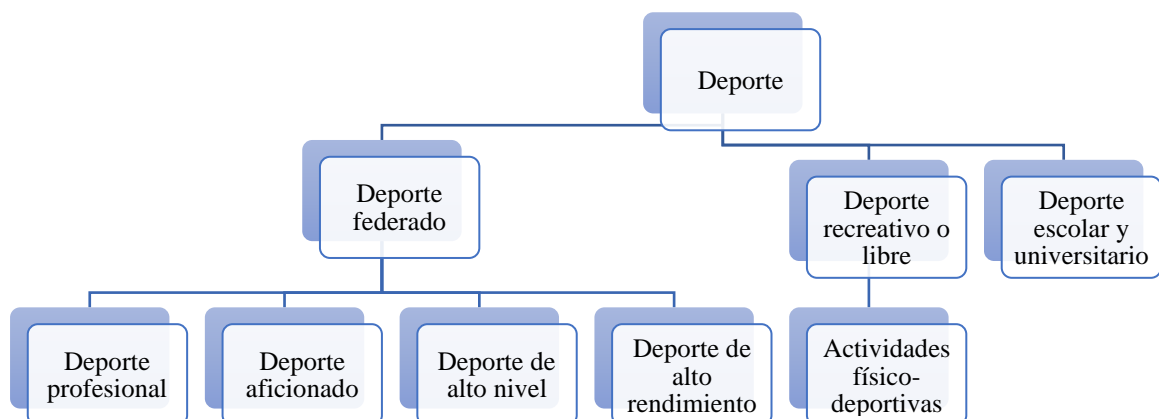 Deporte
Deporte
federado
Deporte
recreativo o
libre
Deporte
escolar y
universitario
Deporte
profesional
Deporte
aficionado
Deporte de
alto nivel
Deporte de
alto
rendimiento
Actividades
físico-
deportivas